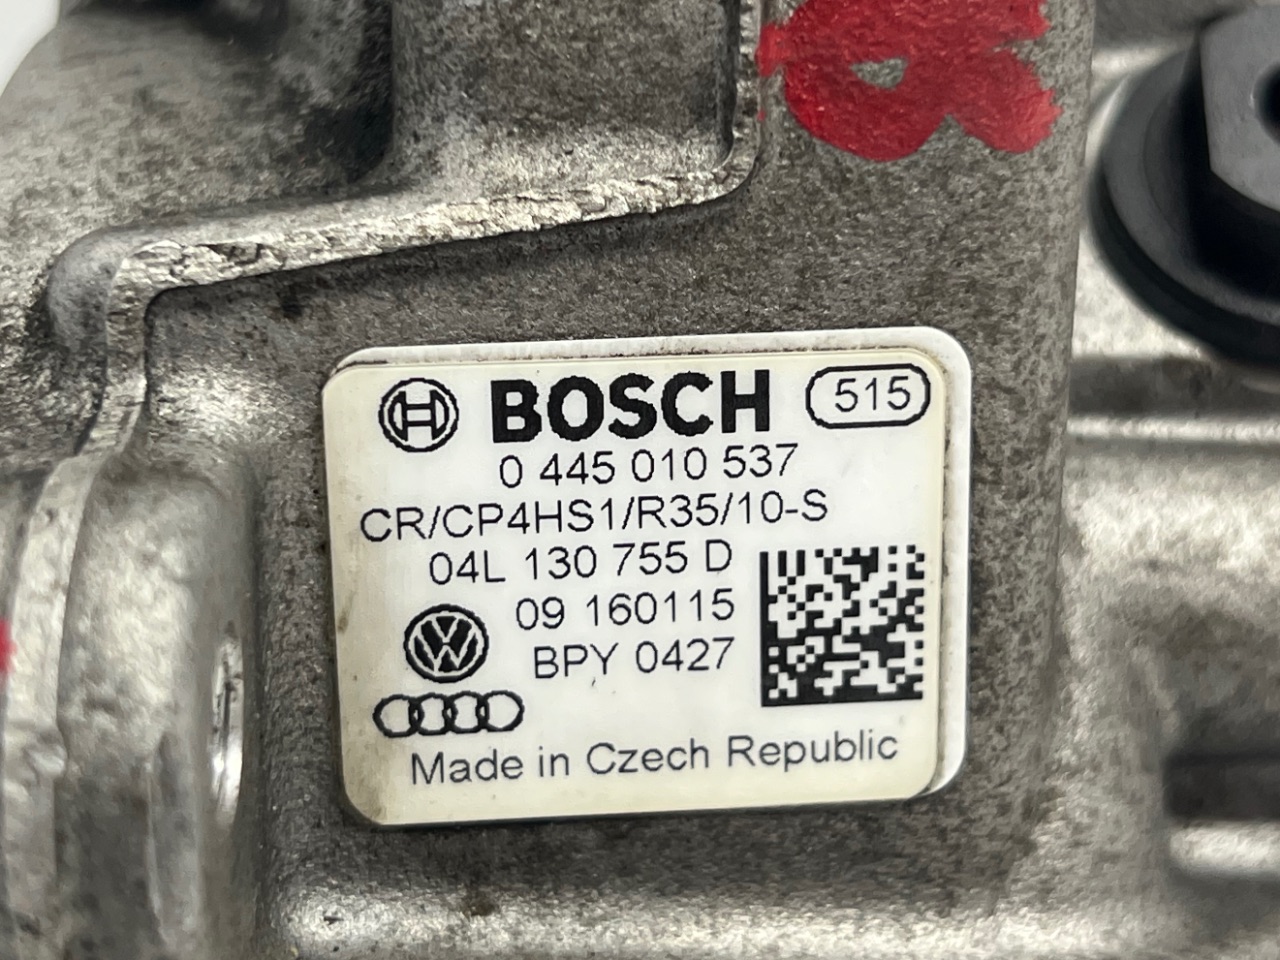 BOSCH 515
0 445 010 537
CR/CP4HS1/R35/10-S
04L 130 755 D
09 160115
BPY 0427
Made in Czech Republic